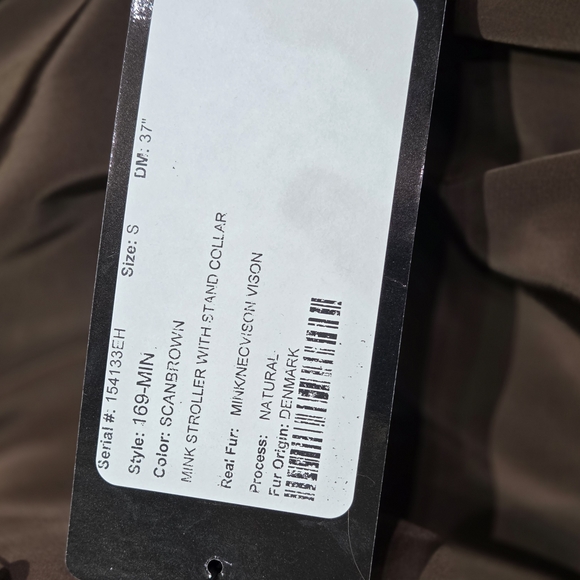 Serial #: 154133EH
Style: 169-MIN Size: S DM: 37"
Color: SCANBROWN
MINK STROLLER WITH STAND COLLAR
Real Fur: MINK/NECVISON VISON
Process: NATURAL
Fur Origin: DENMARK